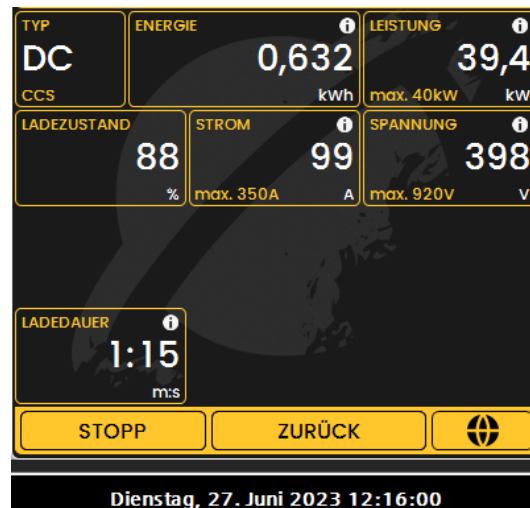 TYP ENERGIE LEISTUNG
DC 0,632 39,4
CCS kWh max. 40kW kW
LADEZUSTAND STROM SPANNUNG
88 99 398
% max. 350A A max. 920V V
LADEDAUER
1:15
m:s
STOPP ZURÜCK
Dienstag, 27. Juni 2023 12:16:00